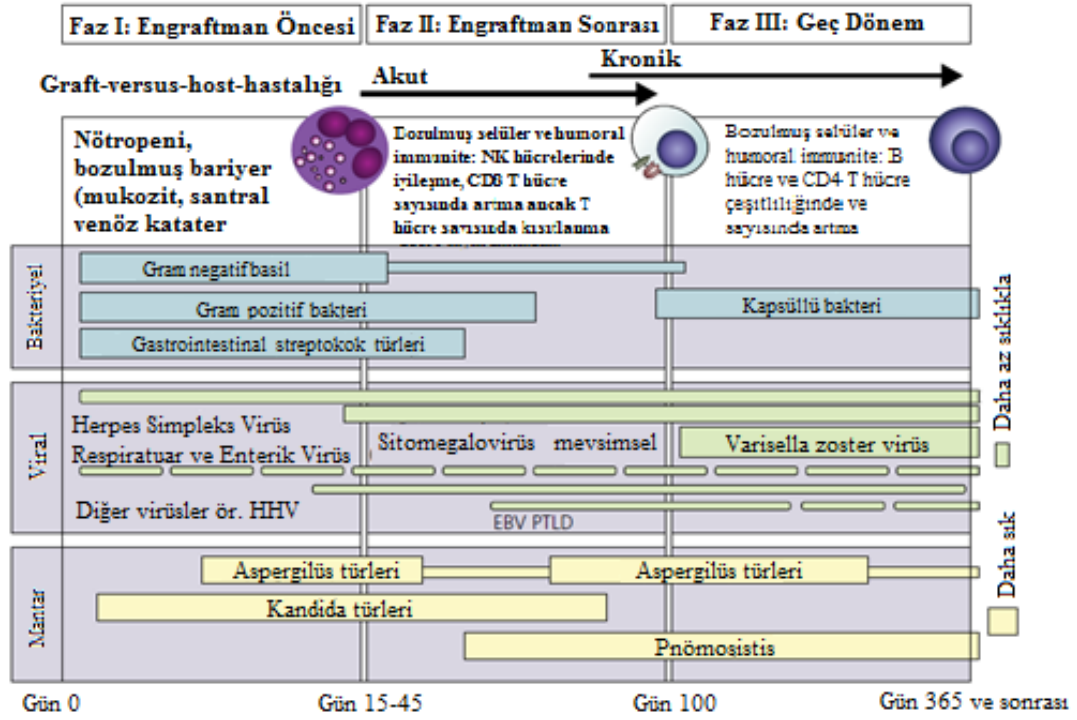 Faz I: Engraftman Öncesi
Faz II: Engraftman Sonrası
Faz III: Geç Dönem
Graft-versus-host-hastalığı
Akut
Kronik
Nötropeni,
bozulmuş bariyer
(mukozit, santral
venöz katater
Bozulmuş selüler ve humoral
immunite: NK hücrelerinde
iyileşme, CD8 T hücre
sayısında artma ancak T
hücre sayısında kısıtlanma
Bozulmuş selüler ve
humoral immunite: B
hücre ve CD4 T hücre
çeşitliliğinde ve
sayısında artma
Bakteriyel
Gram negatif basil
Gram pozitif bakteri
Kapsüllü bakteri
Gastrointestinal streptokok türleri
Viral
Herpes Simpleks Virüs
Respiratuar ve Enterik Virüs
Sitomegalovirüs mevsimsel
Varisella zoster virüs
Diğer virüsler ör. HHV
EBV PTLD
Mantar
Aspergilüs türleri
Aspergilüs türleri
Kandida türleri
Pnömosistis
Daha az sıklıkla
Daha sık
Gün 0
Gün 15-45
Gün 100
Gün 365 ve sonrası